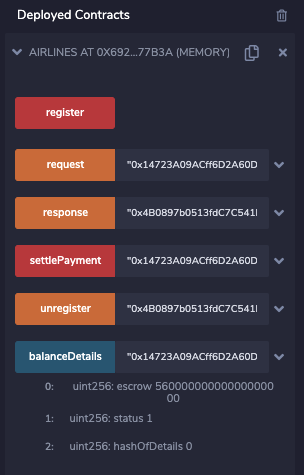 Deployed Contracts
AIRLINES AT 0X692...77B3A (MEMORY)
register
request "0x14723A09ACff6D2A60D
response "0x4B0897b0513fdC7C541
settlePayment "0x14723A09ACff6D2A60D
unregister "0x4B0897b0513fdC7C541
balanceDetails "0x14723A09ACff6D2A60D
0: uint256: escrow 5600000000000000000
00
1: uint256: status 1
2: uint256: hashOfDetails 0